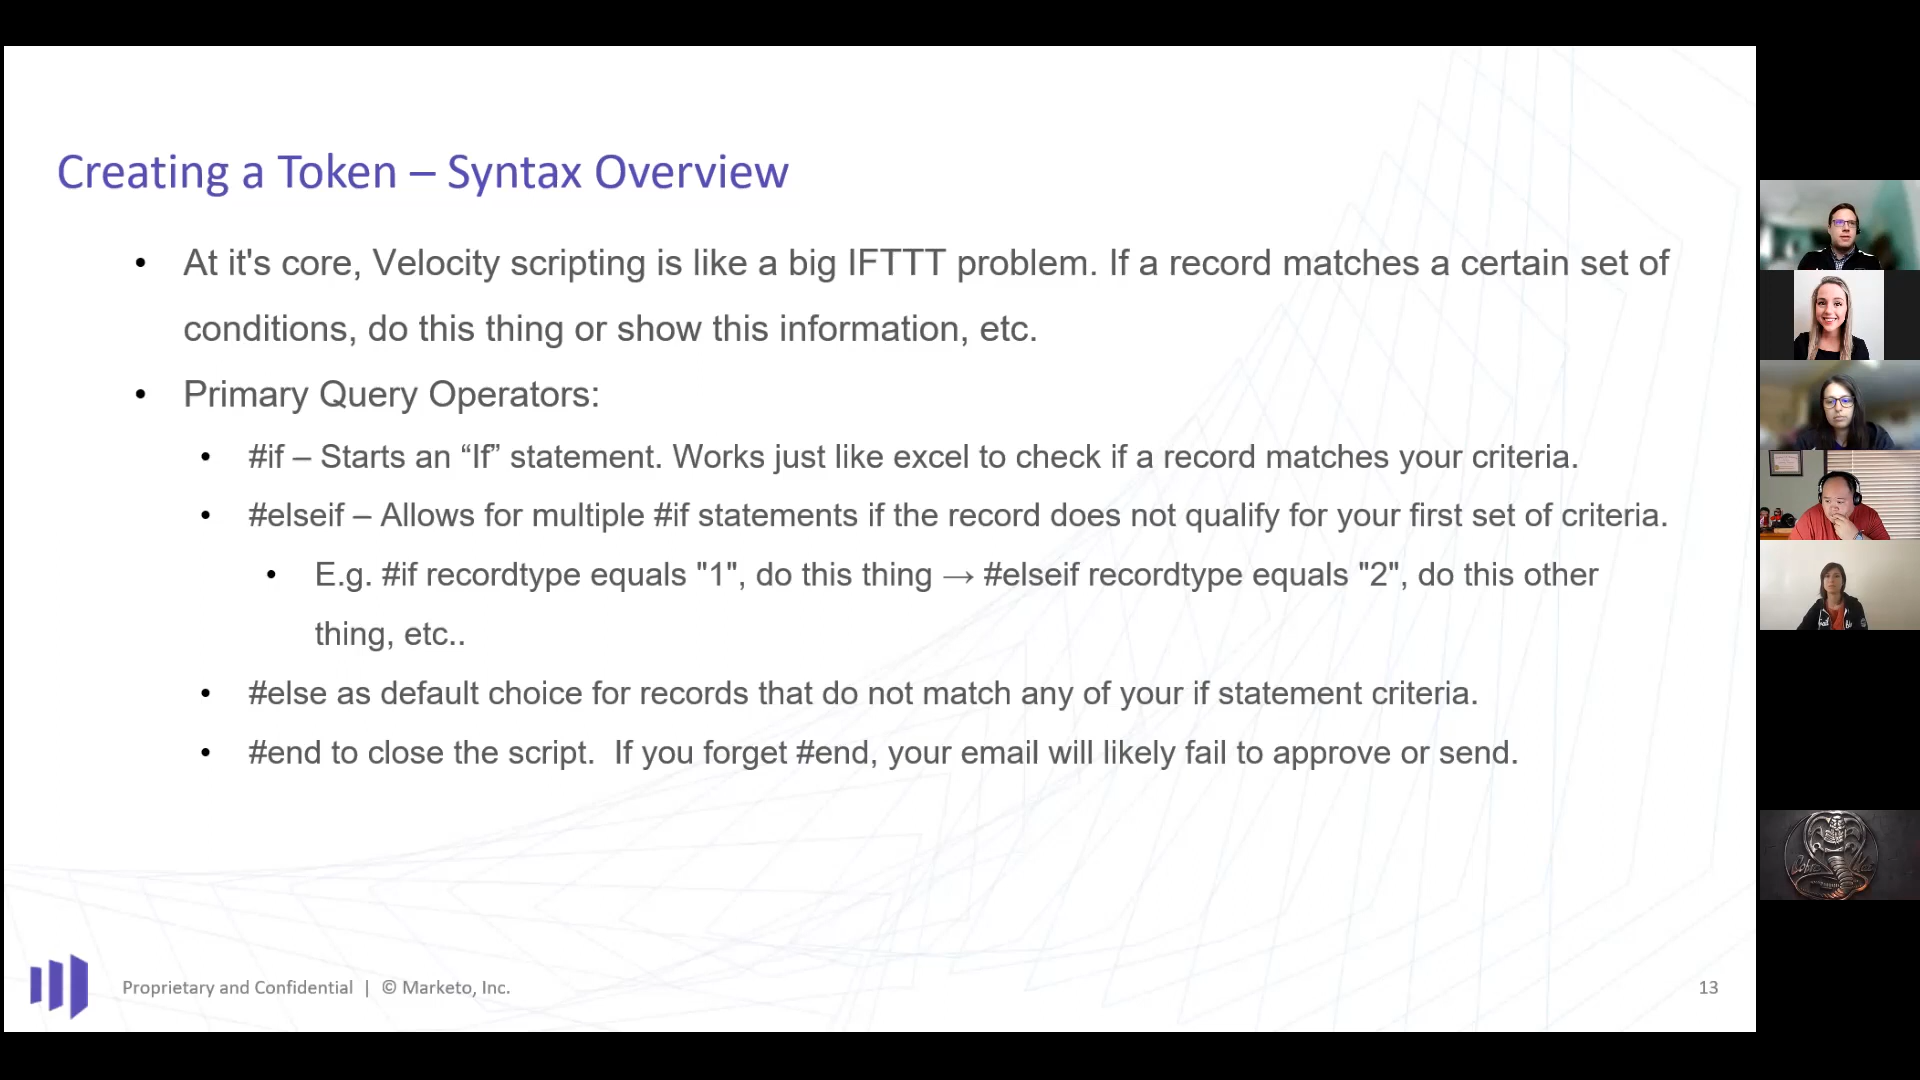 Creating a Token – Syntax Overview
• At it's core, Velocity scripting is like a big IFTTT problem. If a record matches a certain set of
conditions, do this thing or show this information, etc.
• Primary Query Operators:
• #if – Starts an “If” statement. Works just like excel to check if a record matches your criteria.
• #elseif – Allows for multiple #if statements if the record does not qualify for your first set of criteria.
• E.g. #if recordtype equals "1", do this thing → #elseif recordtype equals "2", do this other
thing, etc..
• #else as default choice for records that do not match any of your if statement criteria.
• #end to close the script.  If you forget #end, your email will likely fail to approve or send.
Proprietary and Confidential | © Marketo, Inc.
13